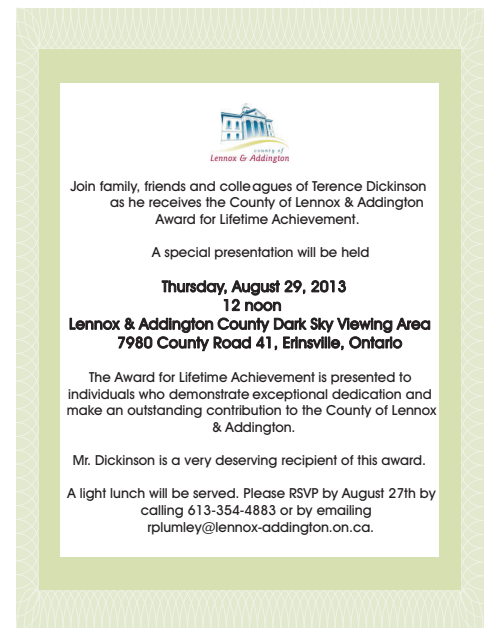 county of
Lennox & Addington
Join family, friends and colleagues of Terence Dickinson
as he receives the County of Lennox & Addington
Award for Lifetime Achievement.
A special presentation will be held
Thursday, August 29, 2013
12 noon
Lennox & Addington County Dark Sky Viewing Area
7980 County Road 41, Erinsville, Ontario
The Award for Lifetime Achievement is presented to
individuals who demonstrate exceptional dedication and
make an outstanding contribution to the County of Lennox
& Addington.
Mr. Dickinson is a very deserving recipient of this award.
A light lunch will be served. Please RSVP by August 27th by
calling 613-354-4883 or by emailing
rplumley@lennox-addington.on.ca.